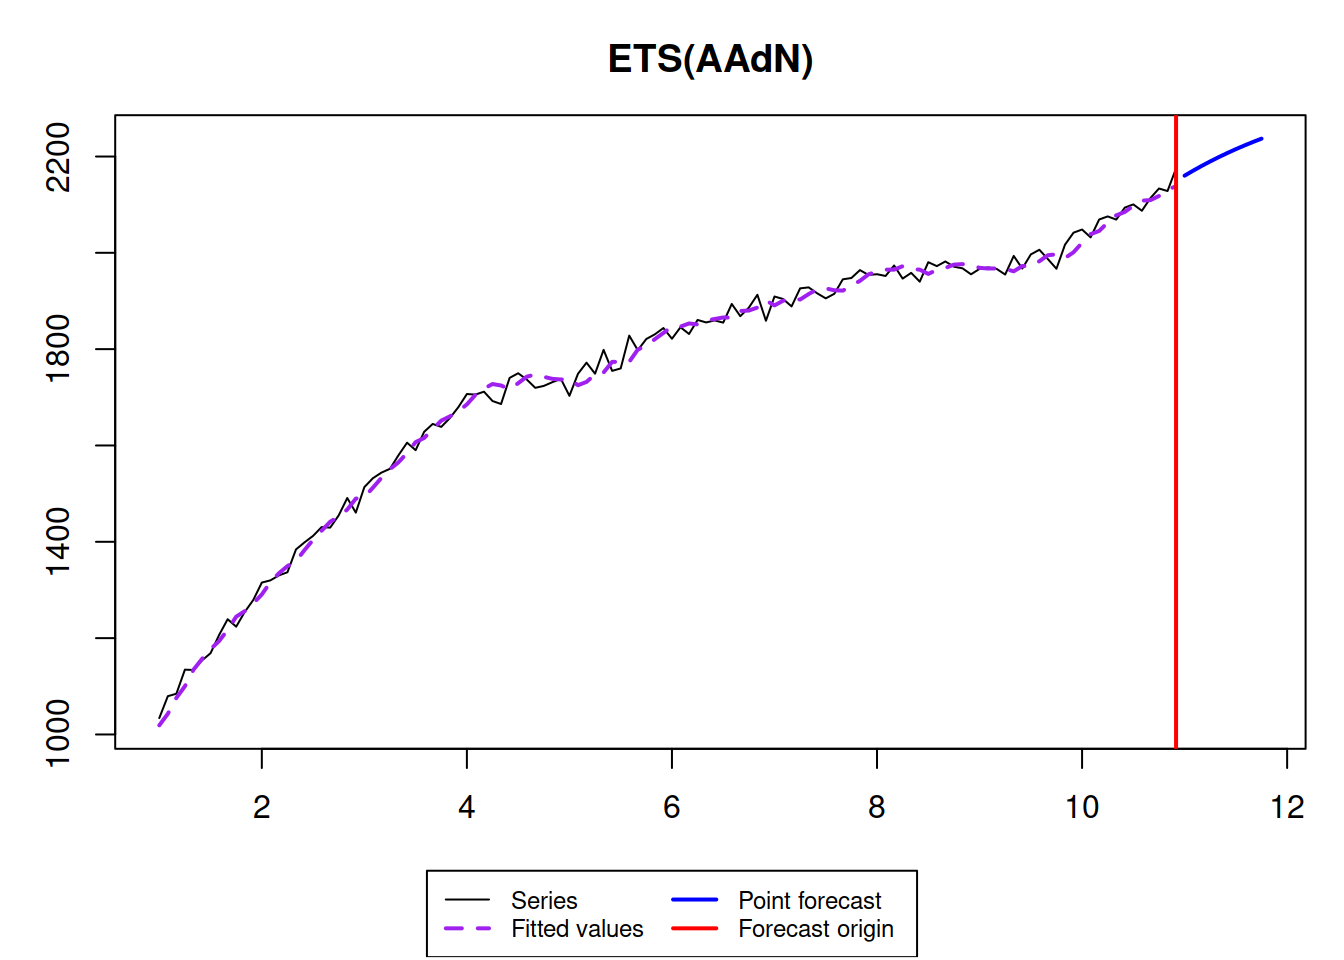 ETS(AAdN)
2200
1800
1400
1000
2 4 6 8 10 12
Series Point forecast
Fitted values Forecast origin